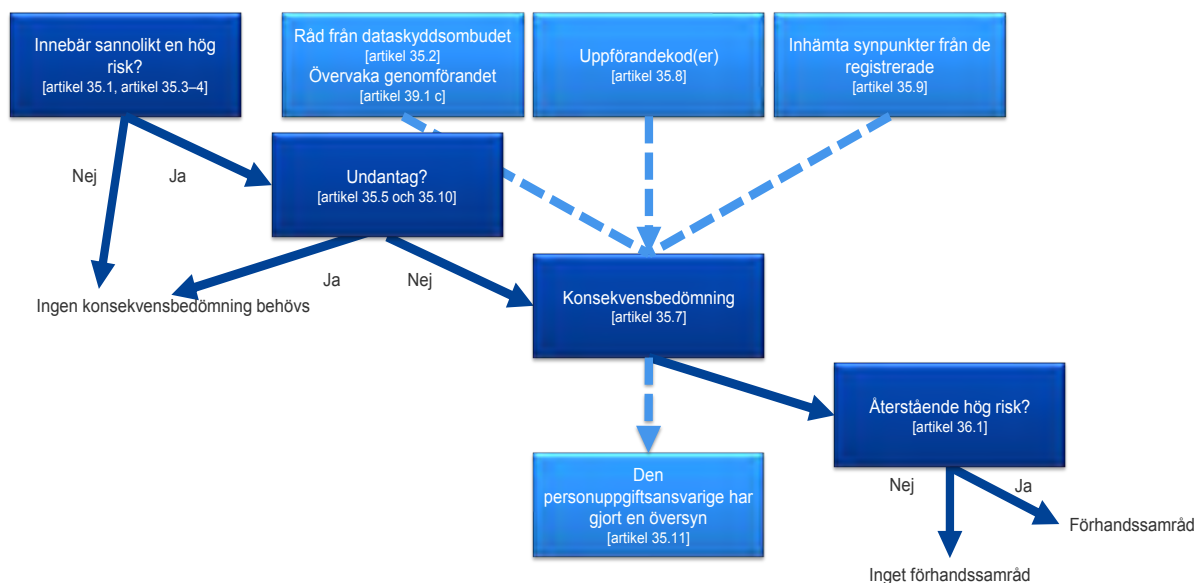 Innebär sannolikt en hög
risk?
[artikel 35.1, artikel 35.3–4]
Råd från dataskyddsombudet
[artikel 35.2]
Övervaka genomförandet
[artikel 39.1 c]
Uppförandekod(er)
[artikel 35.8]
Inhämta synpunkter från de
registrerade
[artikel 35.9]
Nej
Ja
Undantag?
[artikel 35.5 och 35.10]
Ja
Nej
Ingen konsekvensbedömning behövs
Konsekvensbedömning
[artikel 35.7]
Återstående hög risk?
[artikel 36.1]
Den
personuppgiftsansvarige har
gjort en översyn
[artikel 35.11]
Nej
Ja
Förhandssamråd
Inget förhandssamråd